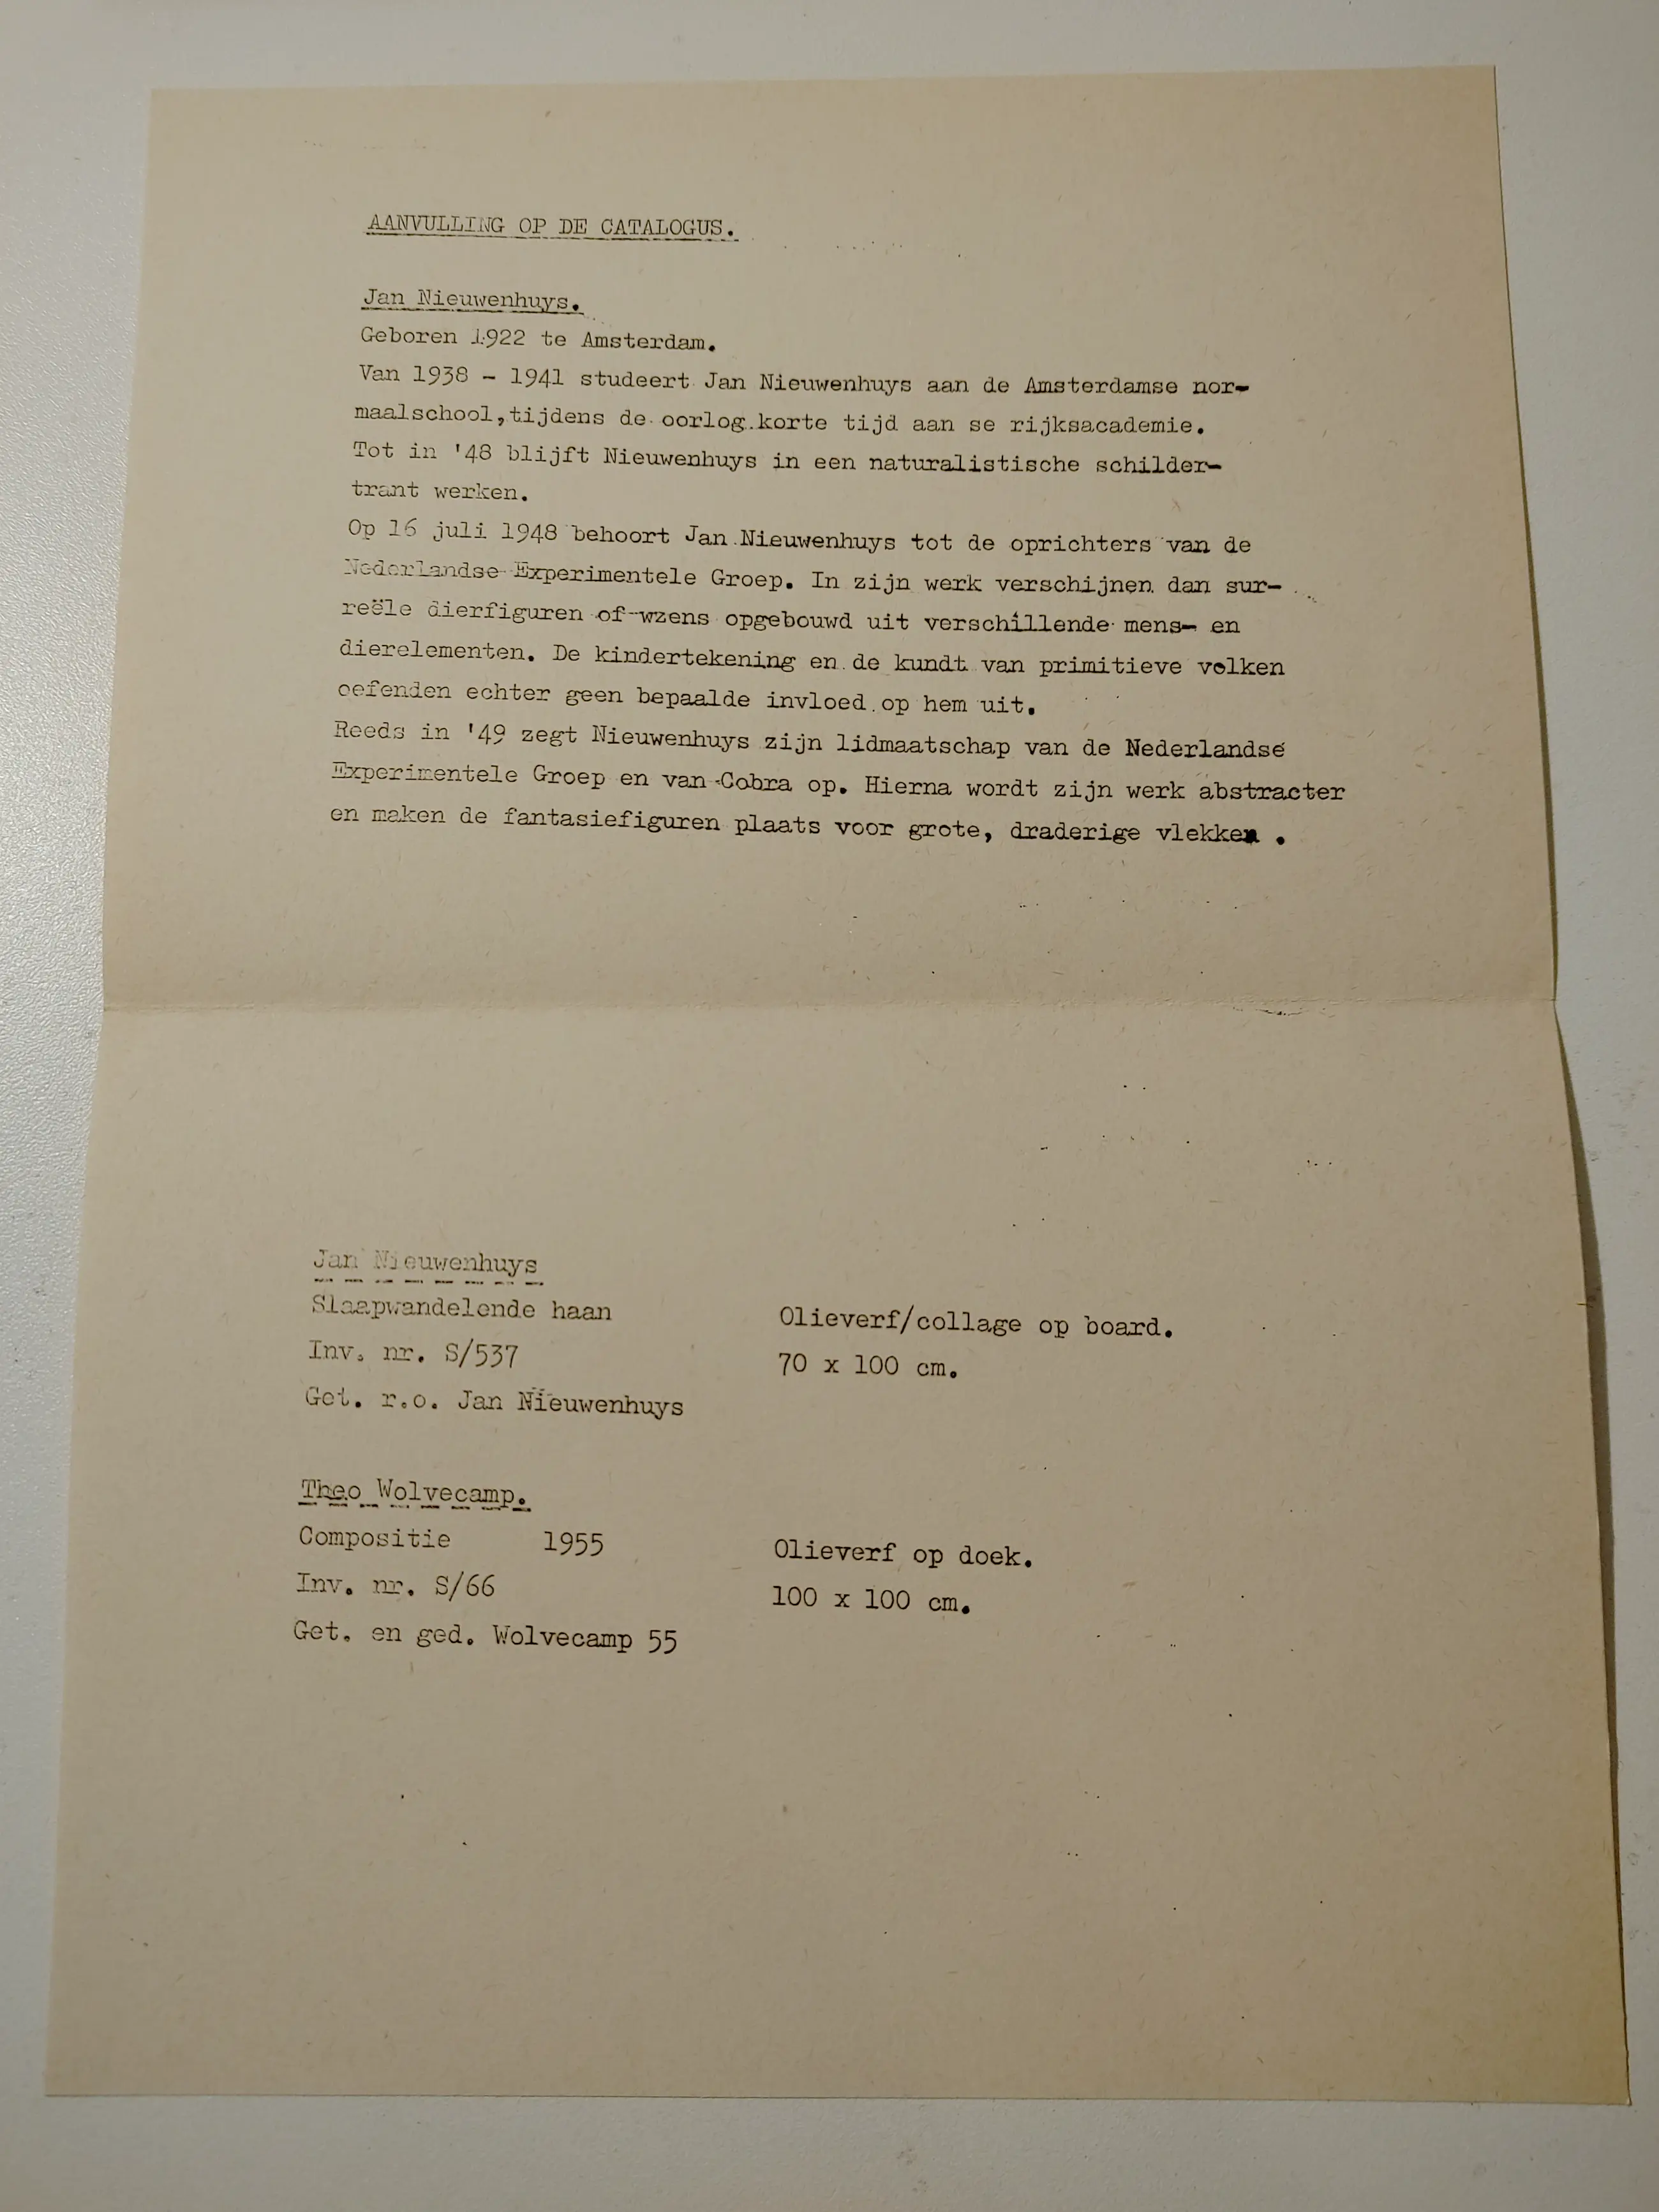 AANVULLING OP DE CATALOGUS.
Jan Nieuwenhuys.
Geboren 1922 te Amsterdam.
Van 1938 - 1941 studeert Jan Nieuwenhuys aan de Amsterdamse nor-
maalschool,tijdens de oorlog korte tijd aan se rijksacademie.
Tot in '48 blijft Nieuwenhuys in een naturalistische schilder-
trant werken.
Op 16 juli 1948 behoort Jan Nieuwenhuys tot de oprichters van de
Nederlandse Experimentele Groep. In zijn werk verschijnen dan sur-
reële dierfiguren of wzens opgebouwd uit verschillende mens- en
dierelementen. De kindertekening en de kundt van primitieve volken
oefenden echter geen bepaalde invloed op hem uit.
Reeds in '49 zegt Nieuwenhuys zijn lidmaatschap van de Nederlandse
Experimentele Groep en van Cobra op. Hierna wordt zijn werk abstracter
en maken de fantasiefiguren plaats voor grote, draderige vlekken .
Jan Nieuwenhuys
Slaapwandelende haan Olieverf/collage op board.
Inv. nr. S/537 70 x 100 cm.
Get. r.o. Jan Nieuwenhuys
Theo Wolvecamp.
Compositie 1955 Olieverf op doek.
Inv. nr. S/66 100 x 100 cm.
Get. en ged. Wolvecamp 55